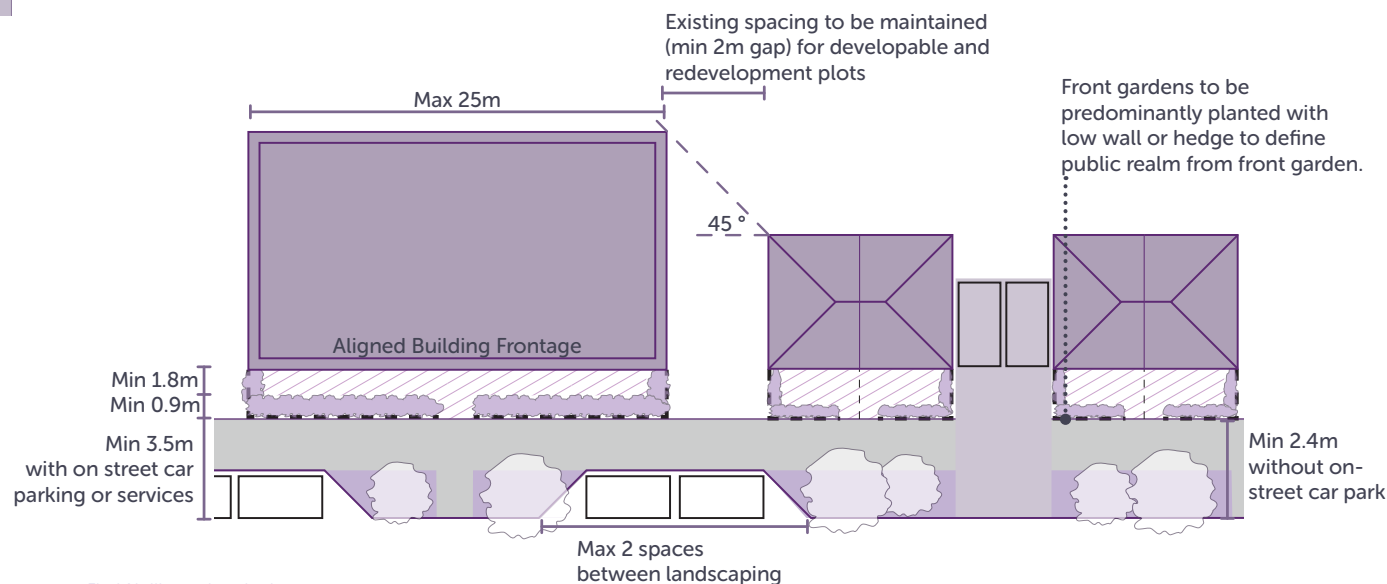 Existing spacing to be maintained
(min 2m gap) for developable and
redevelopment plots
Max 25m
Front gardens to be
predominantly planted with
low wall or hedge to define
public realm from front garden.
45 °
Aligned Building Frontage
Min 1.8m
Min 0.9m
Min 3.5m
with on street car
parking or services
Min 2.4m
without on-
street car park
Max 2 spaces
between landscaping